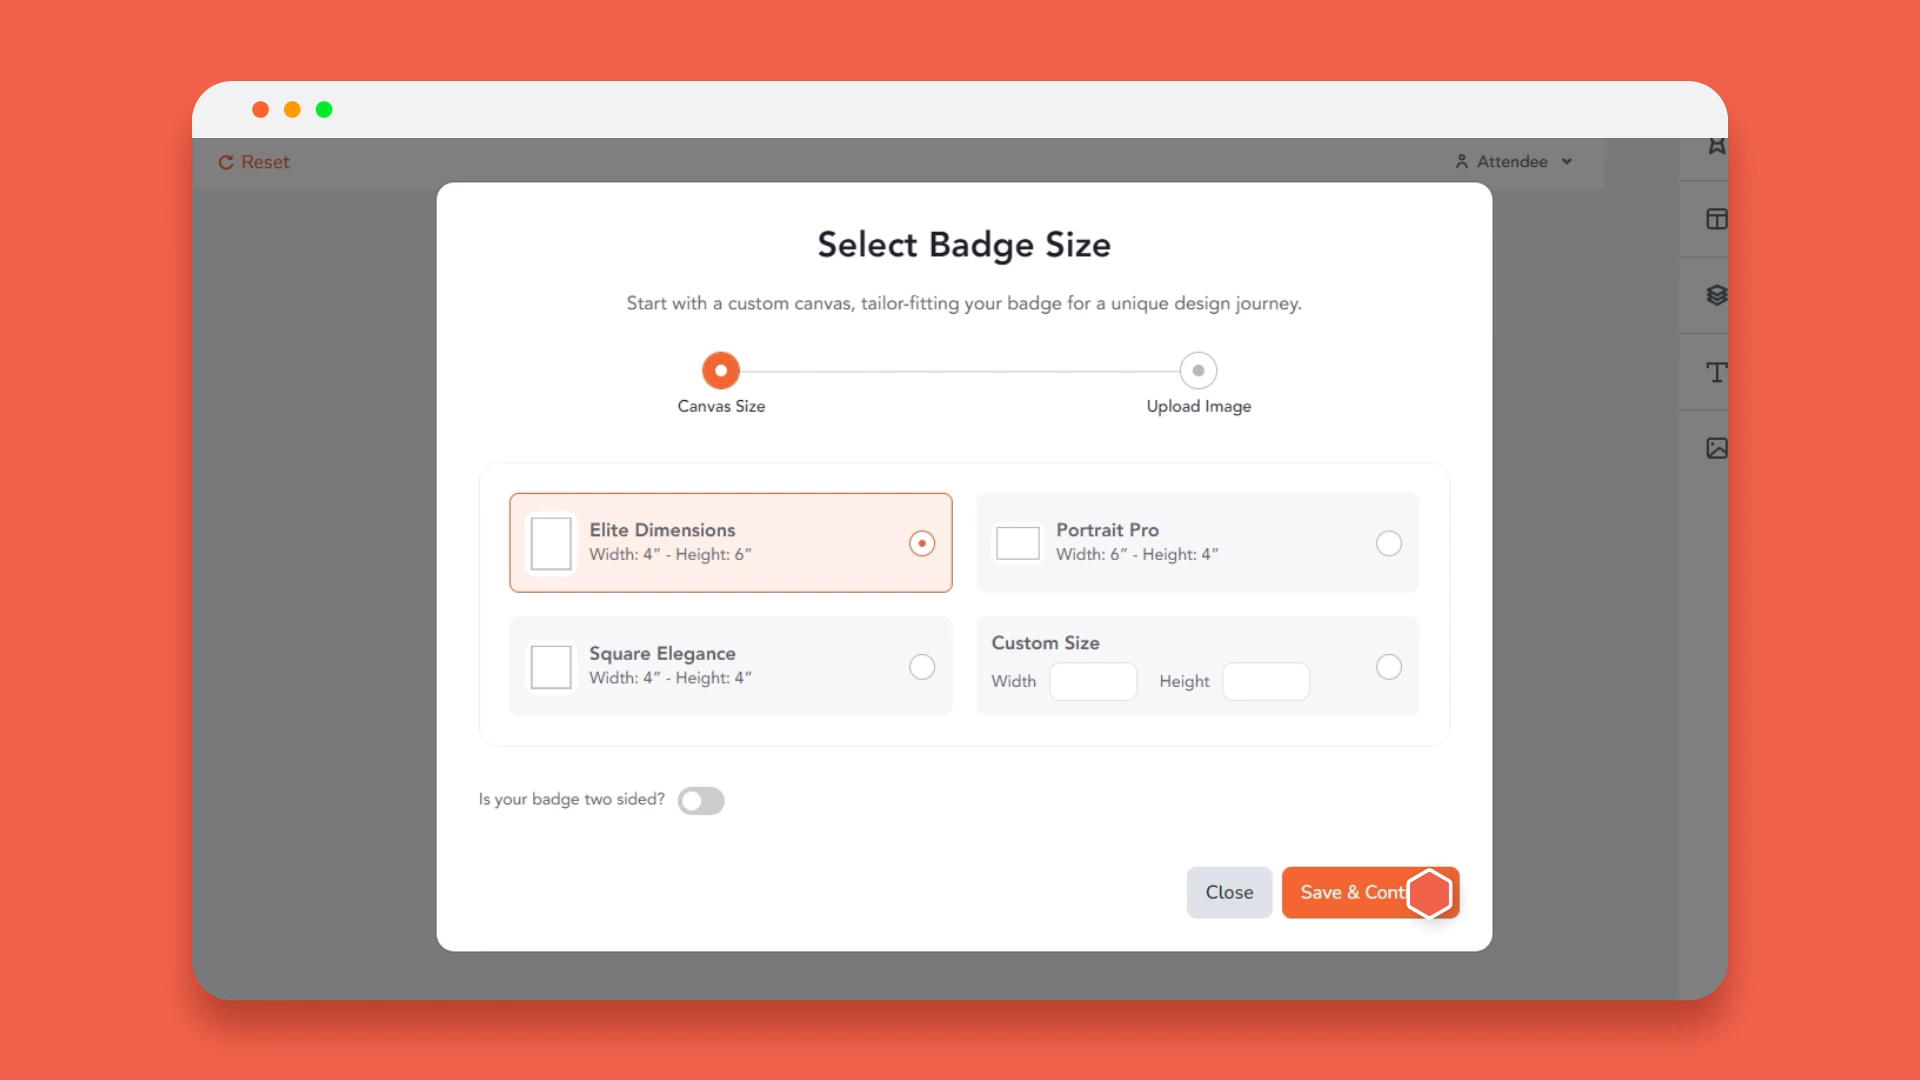 Reset
Attendee
Select Badge Size
Start with a custom canvas, tailor-fitting your badge for a unique design journey.
Canvas Size
Upload Image
Elite Dimensions
Width: 4” - Height: 6”
Portrait Pro
Width: 6” - Height: 4”
Square Elegance
Width: 4” - Height: 4”
Custom Size
Width
Height
Is your badge two sided?
Close
Save &